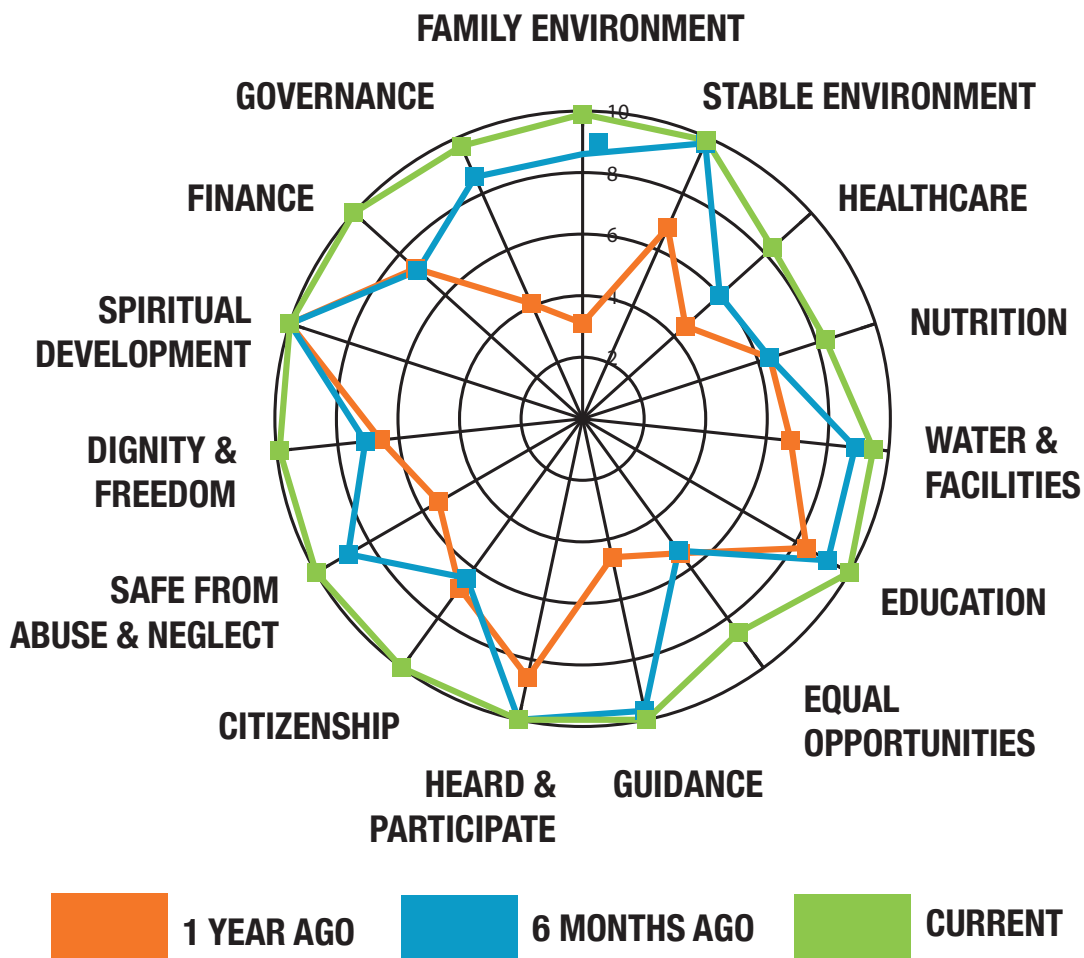 FAMILY ENVIRONMENT
GOVERNANCE
STABLE ENVIRONMENT
10
FINANCE
8
HEALTHCARE
6
SPIRITUAL
DEVELOPMENT
4
NUTRITION
2
DIGNITY &
FREEDOM
WATER &
FACILITIES
SAFE FROM
ABUSE & NEGLECT
EDUCATION
CITIZENSHIP
EQUAL
OPPORTUNITIES
HEARD &
PARTICIPATE
GUIDANCE
1 YEAR AGO
6 MONTHS AGO
CURRENT